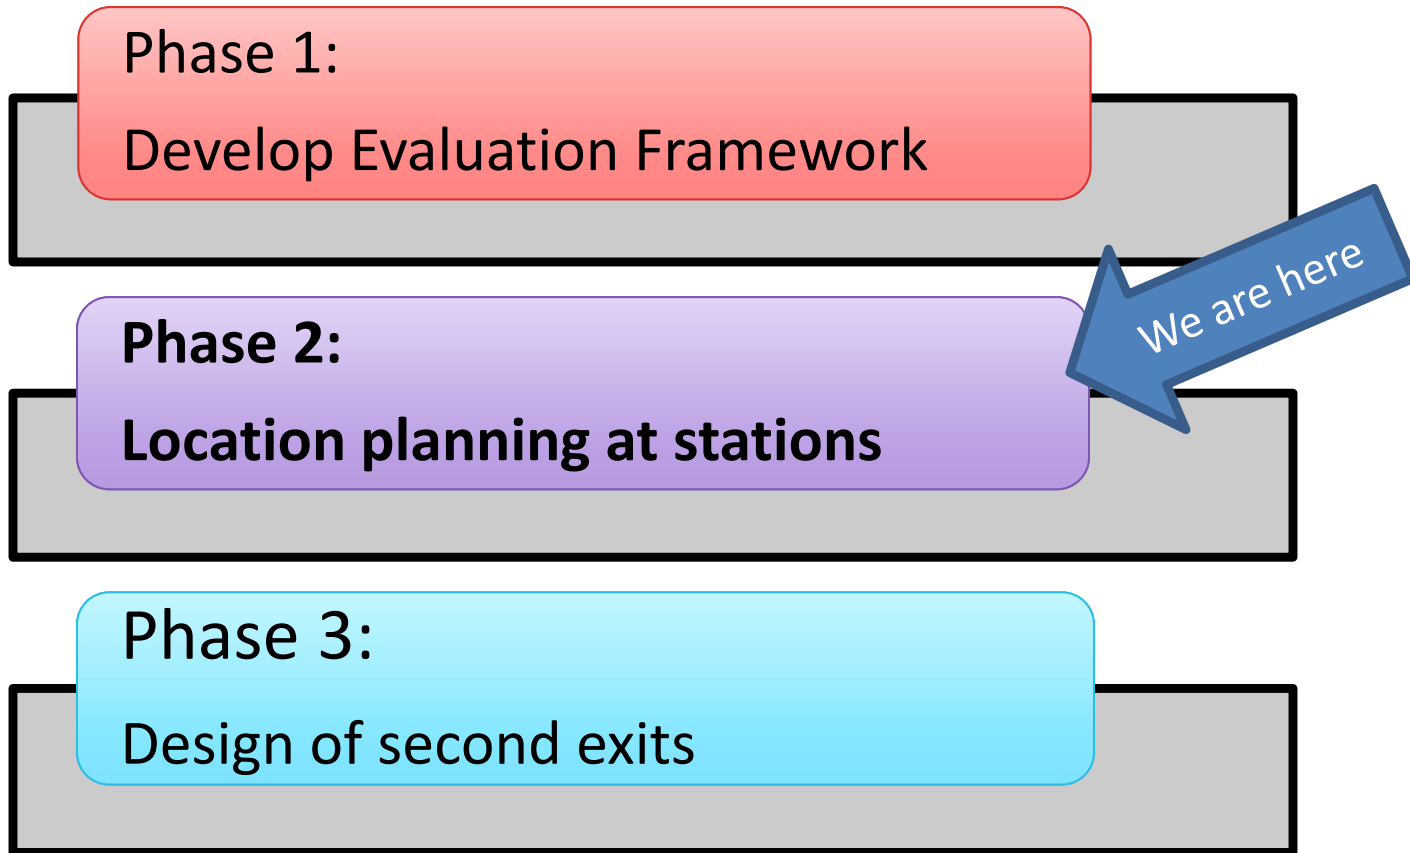 Phase 1:
Develop Evaluation Framework
We are here
Phase 2:
Location planning at stations
Phase 3:
Design of second exits